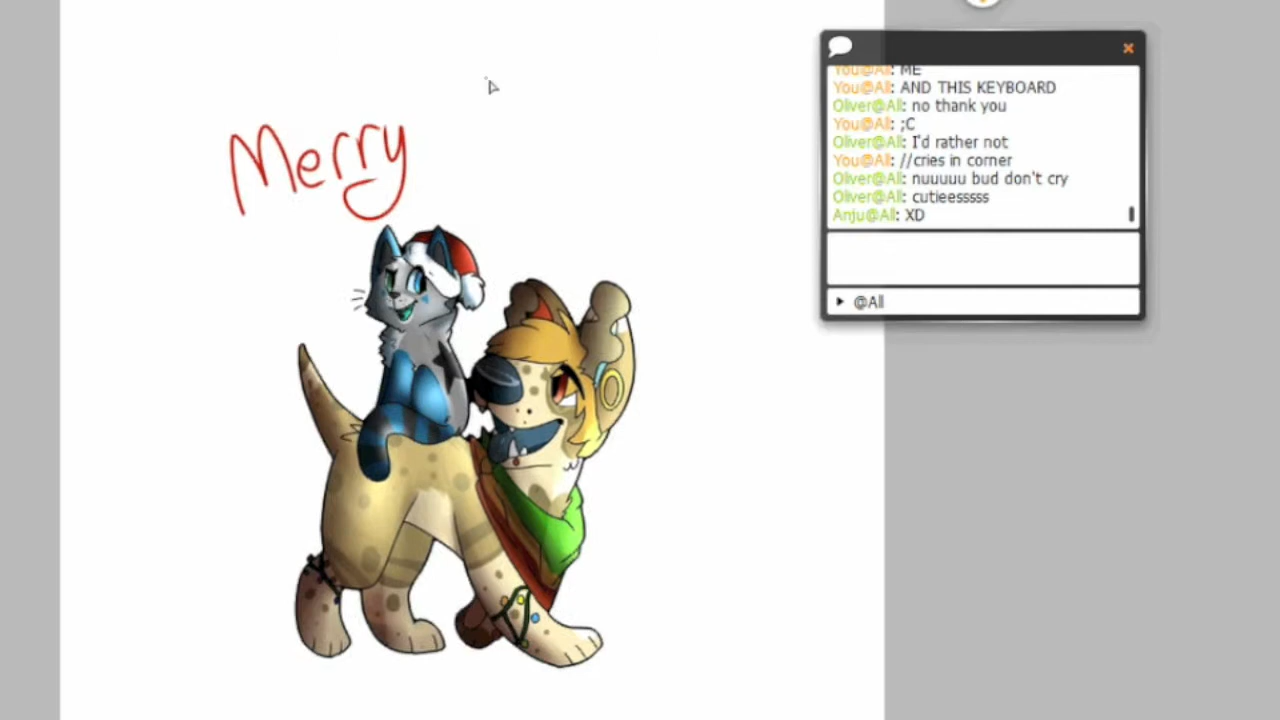 Merry
You@All: ME
You@All: AND THIS KEYBOARD
Oliver@All: no thank you
You@All: ;C
Oliver@All: I'd rather not
You@All: //cries in corner
Oliver@All: nuuuuu bud don't cry
Oliver@All: cutieesssss
Anju@All: XD
@All